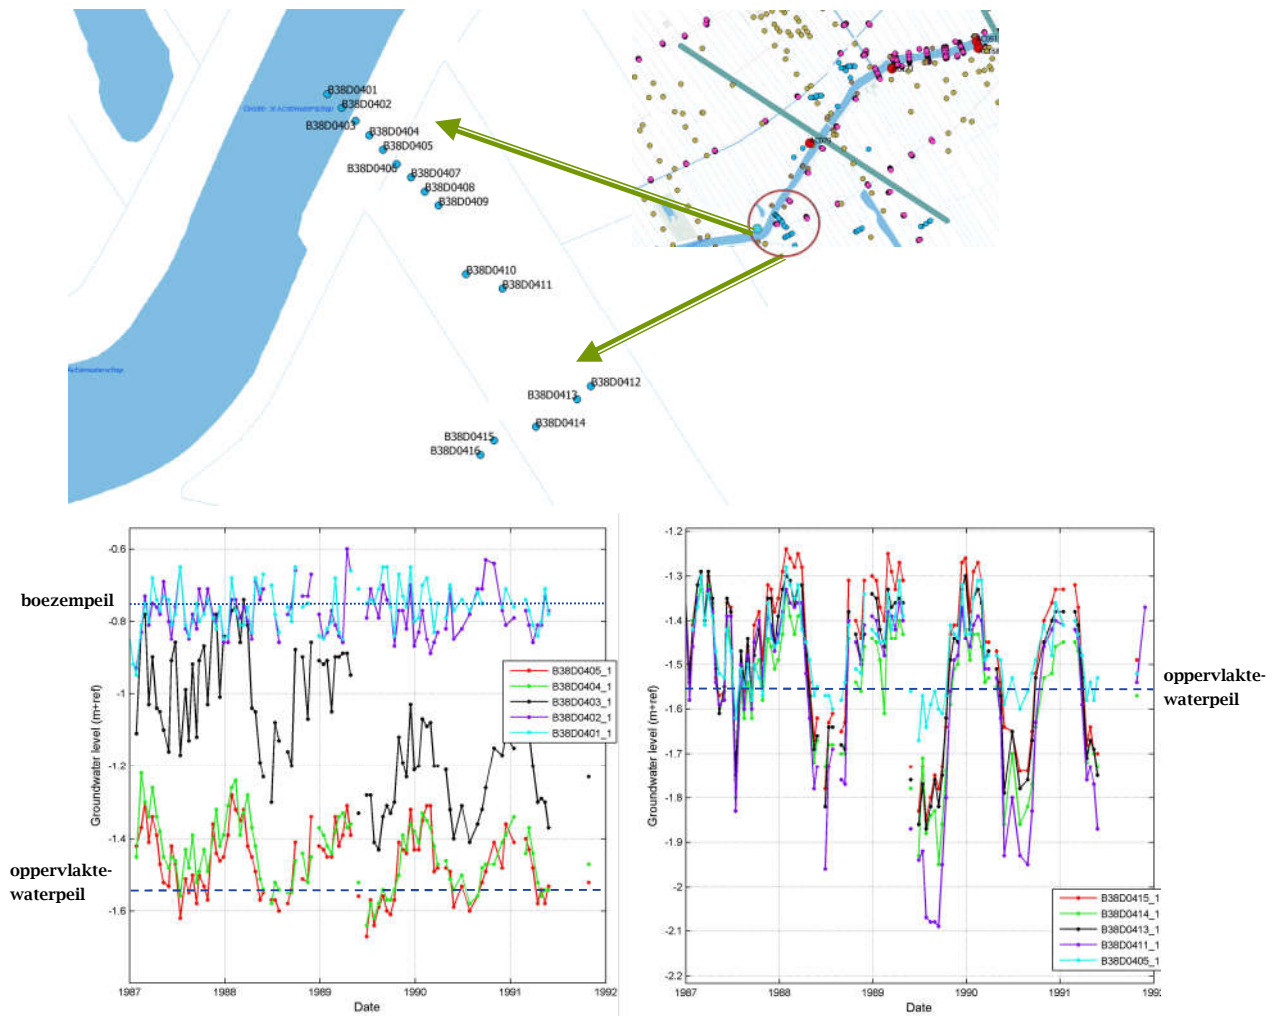 B38D0401
B38D0402
B38D0403
B38D0404
B38D0405
B38D0406
B38D0407
B38D0408
B38D0409
B38D0410
B38D0411
B38D0412
B38D0413
B38D0414
B38D0415
B38D0416
boezempeil
oppervlakte-
waterpeil
Groundwater level (m+ref)
-0.6
-0.8
-1
-1.2
-1.4
-1.6
B38D0405_1
B38D0404_1
B38D0403_1
B38D0402_1
B38D0401_1
1987
1988
1989
1990
1991
1992
Date
Groundwater level (m+ref)
-1.2
-1.3
-1.4
-1.5
-1.6
-1.7
-1.8
-1.9
-2
-2.1
-2.2
B38D0415_1
B38D0414_1
B38D0413_1
B38D0411_1
B38D0405_1
1987
1988
1989
1990
1991
Date
oppervlakte-
waterpeil